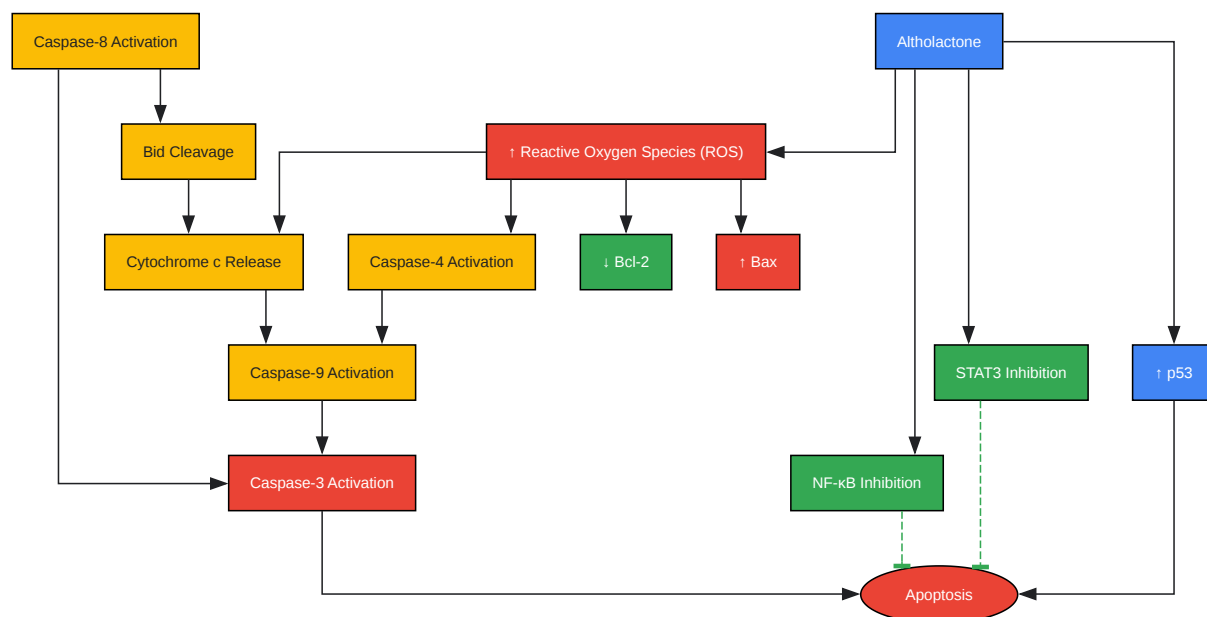 Caspase-8 Activation
Altholactone
Bid Cleavage
↑ Reactive Oxygen Species (ROS)
Cytochrome c Release
Caspase-4 Activation
↓ Bcl-2
↑ Bax
Caspase-9 Activation
STAT3 Inhibition
↑ p53
Caspase-3 Activation
NF-κB Inhibition
Apoptosis